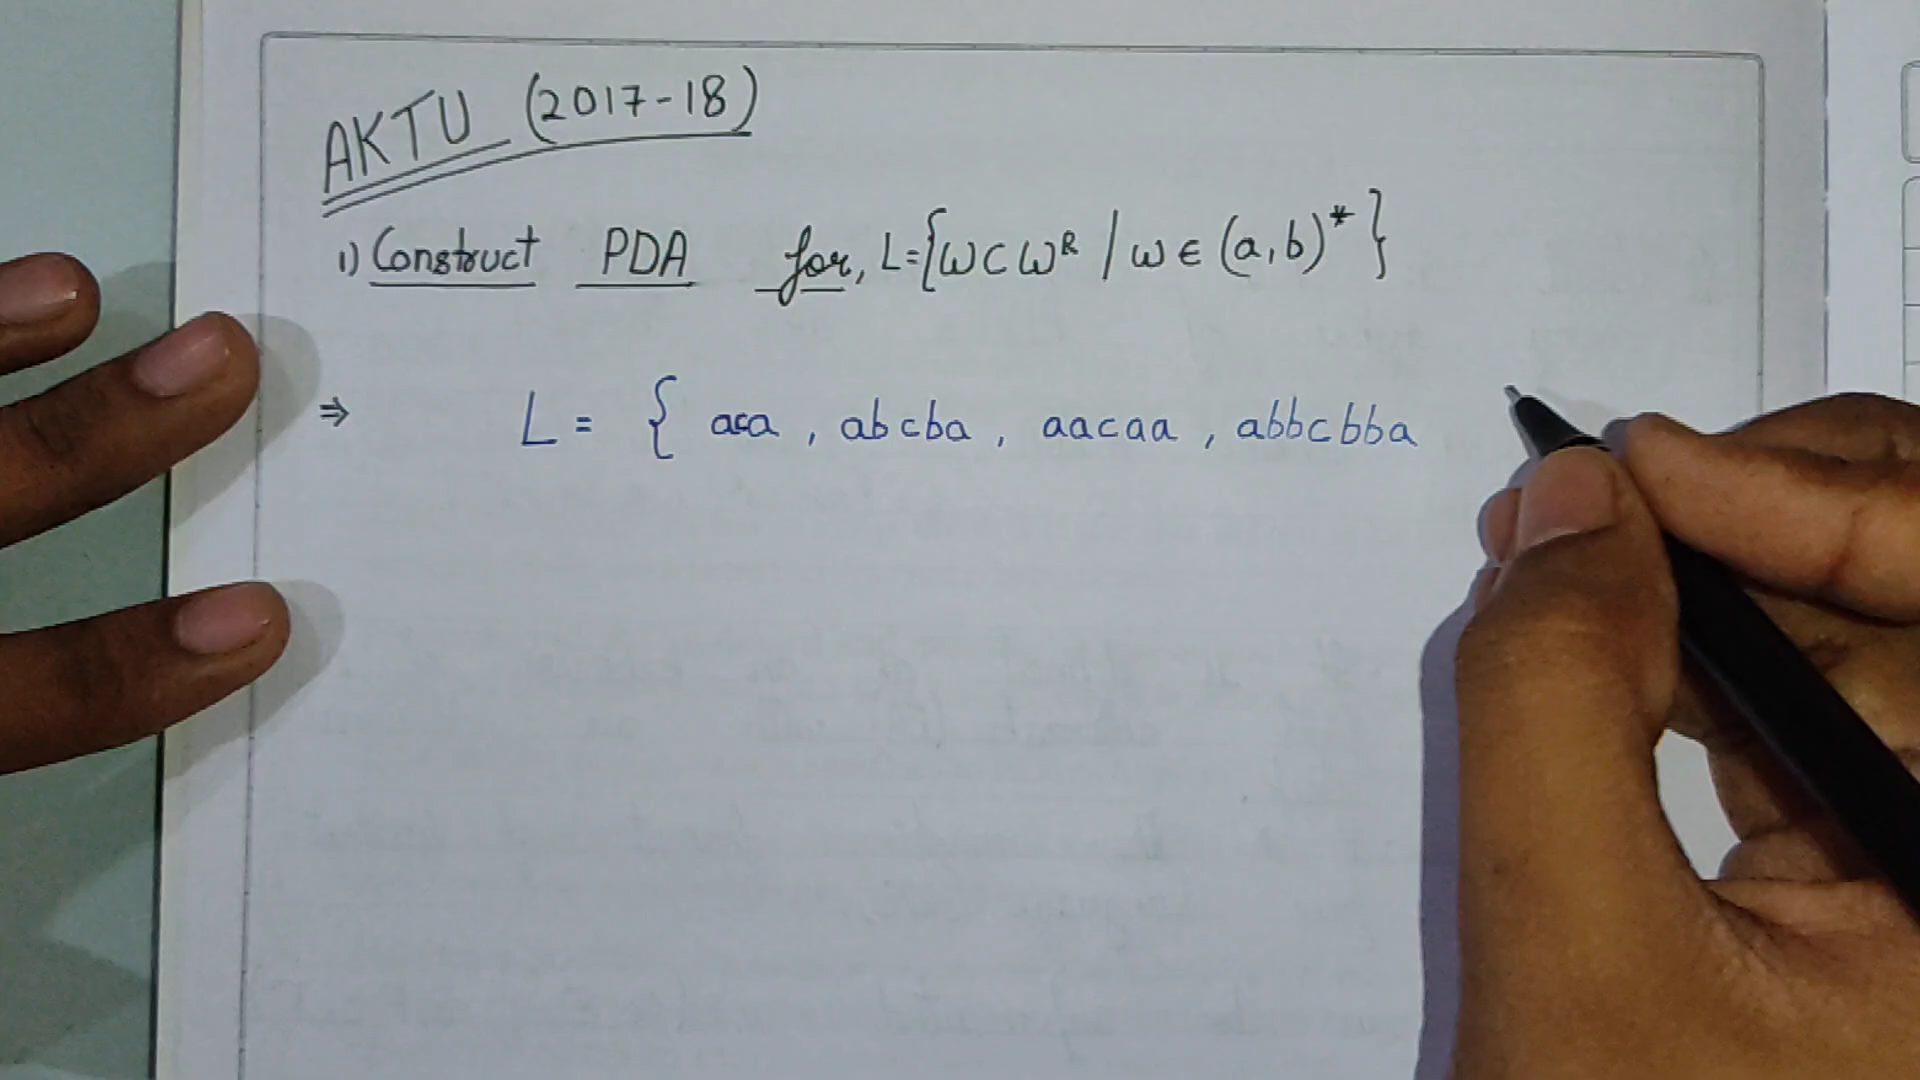 AKTU (2017-18)
1) Construct PDA for, L={wcwᴿ / w ∈ (a,b)*}
⇒ L = { aca , abcba , aacaa , abbcbba